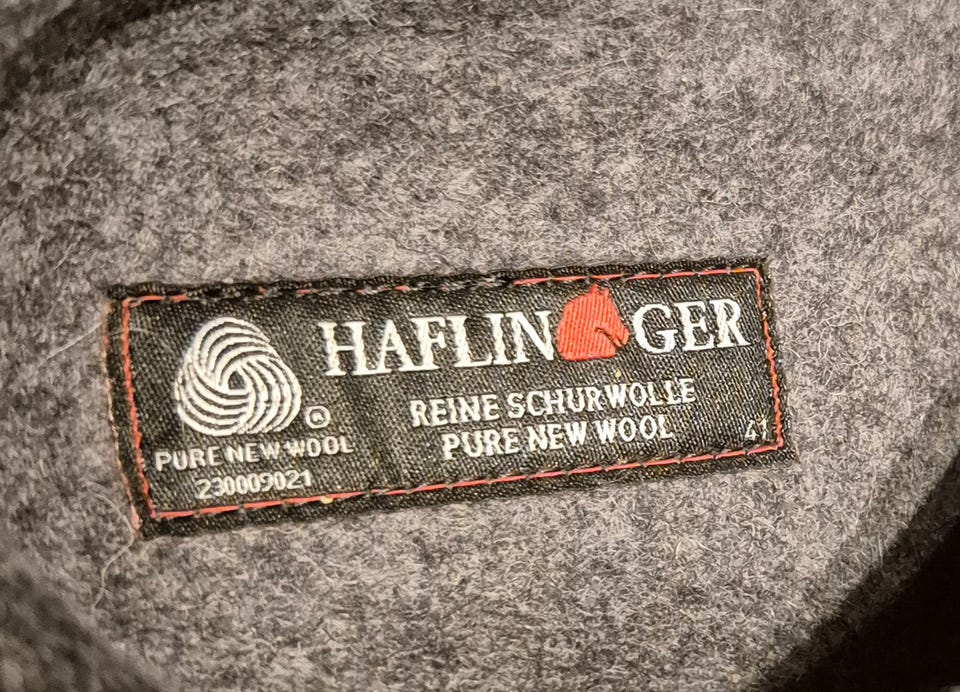 HAFLINGER
REINE SCHURWOLLE
PURE NEW WOOL
41
®
PURE NEW WOOL
230009021